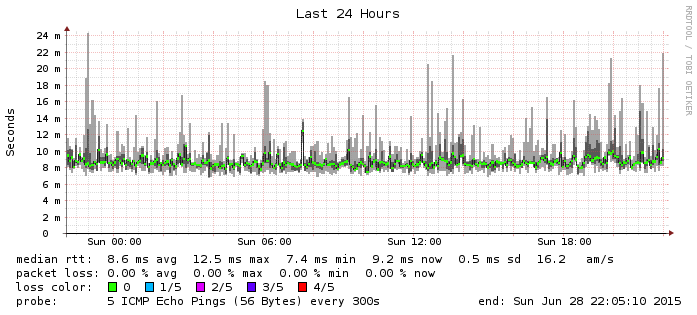 Last 24 Hours
RRDTOOL / TOBI OETIKER
Seconds
24 m
22 m
20 m
18 m
16 m
14 m
12 m
10 m
8 m
6 m
4 m
2 m
0
Sun 00:00 Sun 06:00 Sun 12:00 Sun 18:00
median rtt: 8.6 ms avg 12.5 ms max 7.4 ms min 9.2 ms now 0.5 ms sd 16.2 am/s
packet loss: 0.00 % avg 0.00 % max 0.00 % min 0.00 % now
loss color: 0 1/5 2/5 3/5 4/5
probe: 5 ICMP Echo Pings (56 Bytes) every 300s end: Sun Jun 28 22:05:10 2015